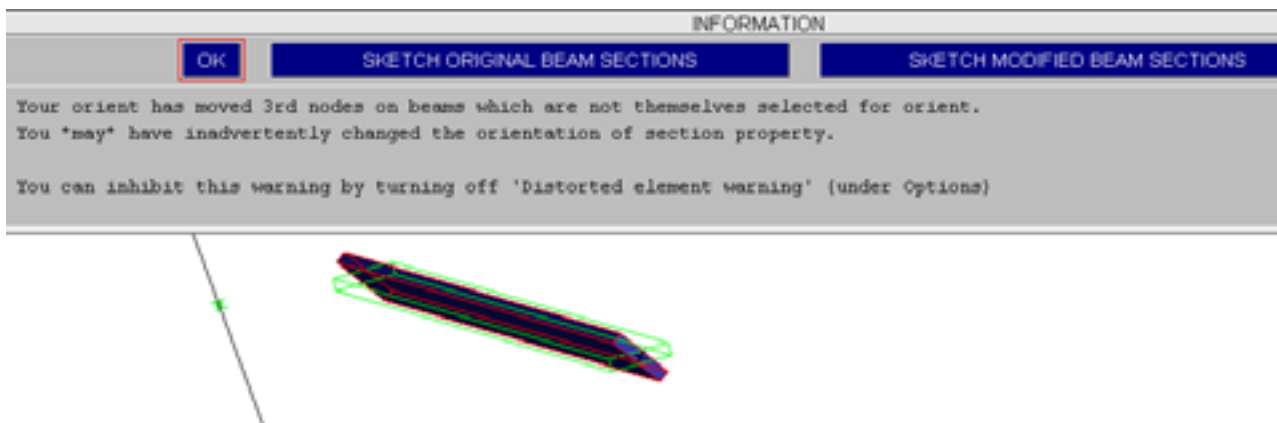 INFORMATION
OK SKETCH ORIGINAL BEAM SECTIONS SKETCH MODIFIED BEAM SECTIONS
Your orient has moved 3rd nodes on beams which are not themselves selected for orient.
You *may* have inadvertently changed the orientation of section property.
You can inhibit this warning by turning off 'Distorted element warning' (under Options)